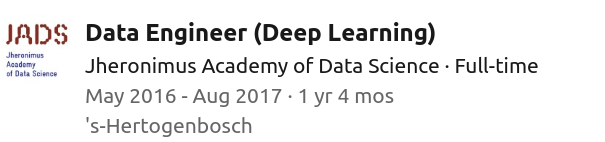 JADS
Jheronimus
Academy
of Data Science
Data Engineer (Deep Learning)
Jheronimus Academy of Data Science · Full-time
May 2016 - Aug 2017 · 1 yr 4 mos
's-Hertogenbosch